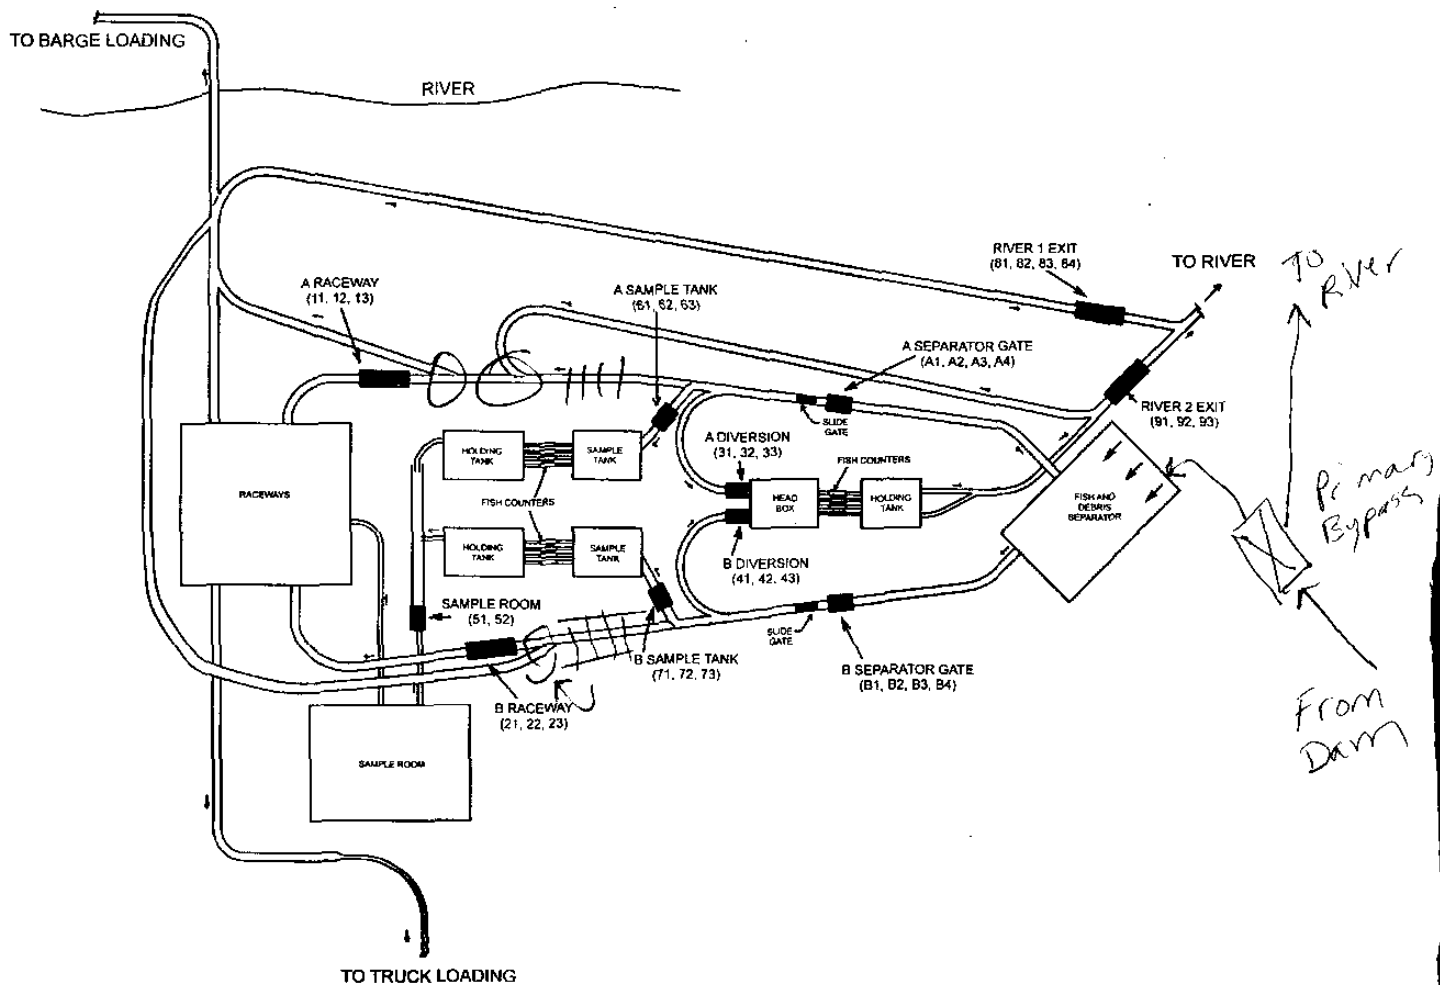 TO BARGE LOADING
RIVER
RIVER 1 EXIT
(81, 82, 83, 84)
TO RIVER
To
River
A RACEWAY
(11, 12, 13)
A SAMPLE TANK
(61, 62, 63)
A SEPARATOR GATE
(A1, A2, A3, A4)
RIVER 2 EXIT
(91, 92, 93)
SLIDE
GATE
A DIVERSION
(31, 32, 33)
HOLDING
TANK
SAMPLE
TANK
FISH COUNTERS
RACEWAYS
FISH COUNTERS
HEAD
BOX
HOLDING
TANK
FISH AND
DEBRIS
SEPARATOR
Primary
Bypass
HOLDING
TANK
SAMPLE
TANK
B DIVERSION
(41, 42, 43)
SAMPLE ROOM
(51, 52)
SLIDE
GATE
B SAMPLE TANK
(71, 72, 73)
B SEPARATOR GATE
(B1, B2, B3, B4)
B RACEWAY
(21, 22, 23)
From
Dam
SAMPLE ROOM
TO TRUCK LOADING